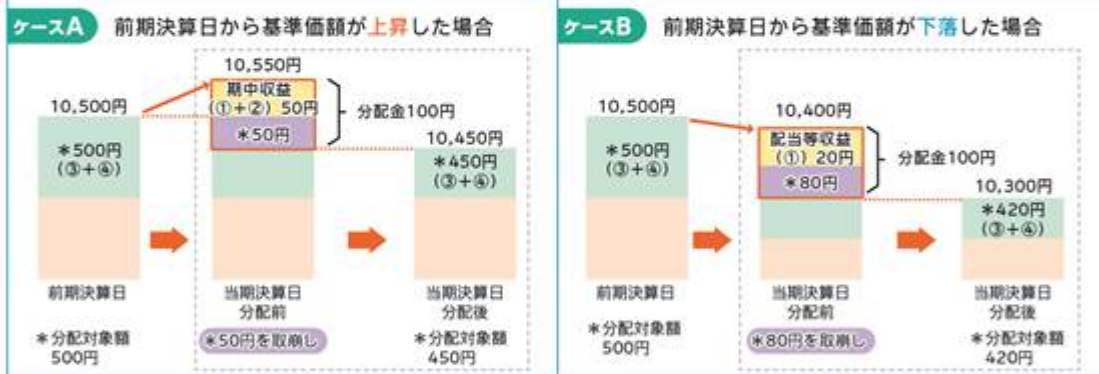 ケースA 前期決算日から基準価額が上昇した場合
10,550円
10,500円
期中収益
(①+②) 50円
分配金100円
*50円
10,450円
*500円
(③+④)
*450円
(③+④)
前期決算日
当期決算日
分配前
当期決算日
分配後
*分配対象額
500円
*50円を取崩し
*分配対象額
450円
ケースB 前期決算日から基準価額が下落した場合
10,500円
10,400円
配当等収益
(①) 20円
分配金100円
*80円
*500円
(③+④)
10,300円
*420円
(③+④)
前期決算日
当期決算日
分配前
当期決算日
分配後
*分配対象額
500円
*80円を取崩し
*分配対象額
420円